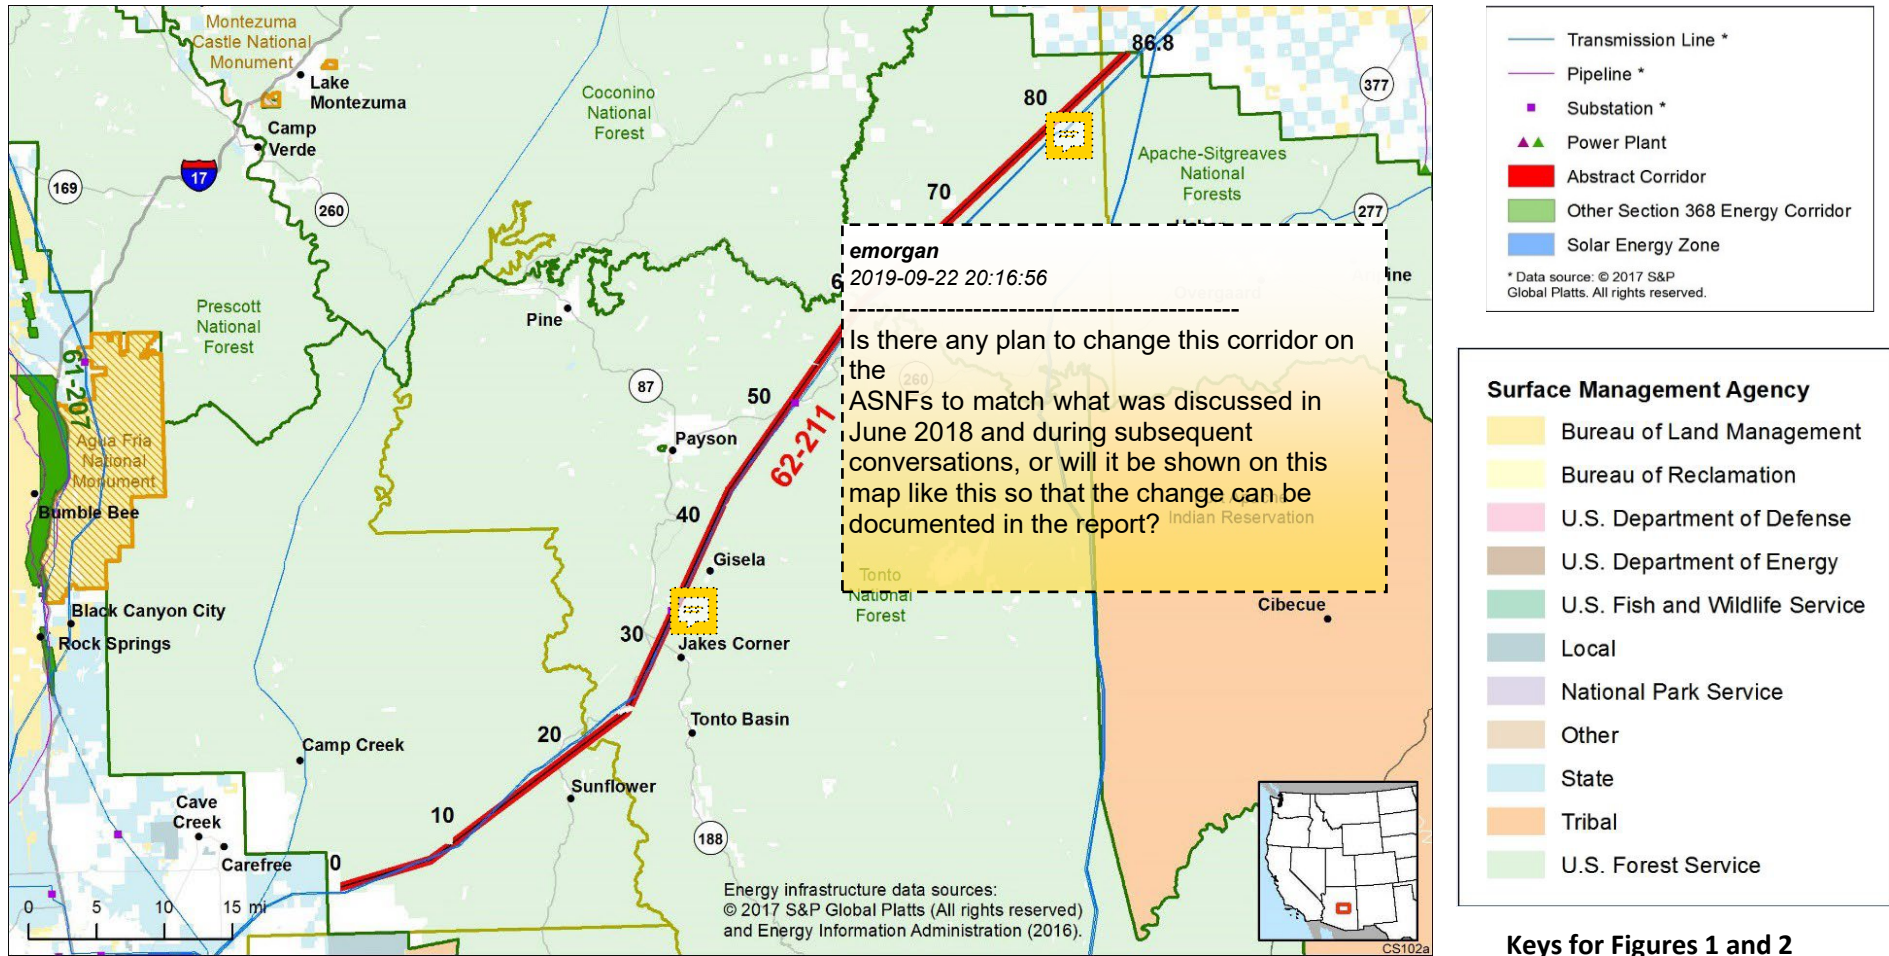 Montezuma
Castle National
Monument
Lake
Montezuma
Camp
Verde
17
169
260
Coconino
National
Forest
86.8
80
377
Apache-Sitgreaves
National
Forests
70
277
Prescott
National
Forest
Pine
87
50
Payson
62-211
61-207
Agua Fria
National
Monument
Bumble Bee
40
Gisela
Black Canyon City
Rock Springs
30
Jakes Corner
Tonto
National
Forest
Cibecue
20
Tonto Basin
Camp Creek
Sunflower
10
Cave
Creek
Carefree
0
188
0 5 10 15 mi
Energy infrastructure data sources:
© 2017 S&P Global Platts (All rights reserved)
and Energy Information Administration (2016).
CS102a
emorgan
2019-09-22 20:16:56
Is there any plan to change this corridor on
the
ASNFs to match what was discussed in
June 2018 and during subsequent
conversations, or will it be shown on this
map like this so that the change can be
documented in the report?
260
Indian Reservation
Transmission Line *
Pipeline *
Substation *
Power Plant
Abstract Corridor
Other Section 368 Energy Corridor
Solar Energy Zone
* Data source: © 2017 S&P
Global Platts. All rights reserved.
Surface Management Agency
Bureau of Land Management
Bureau of Reclamation
U.S. Department of Defense
U.S. Department of Energy
U.S. Fish and Wildlife Service
Local
National Park Service
Other
State
Tribal
U.S. Forest Service
Keys for Figures 1 and 2